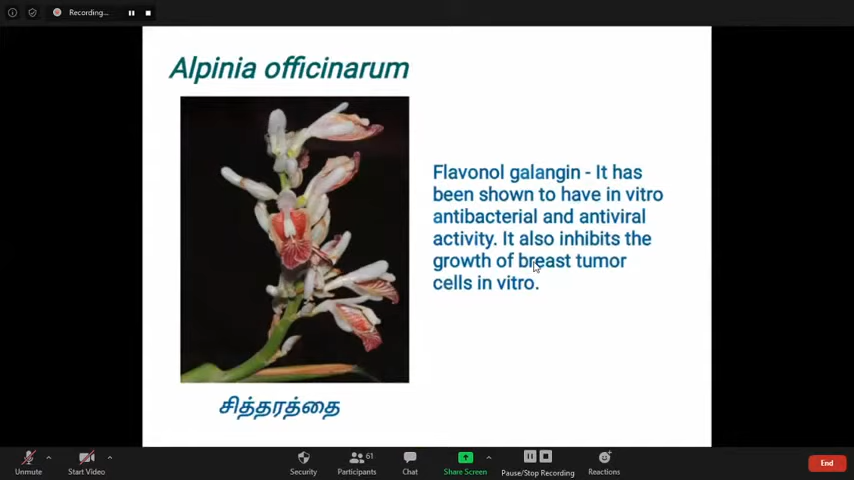 Recording...
Alpinia officinarum
Flavonol galangin - It has
been shown to have in vitro
antibacterial and antiviral
activity. It also inhibits the
growth of breast tumor
cells in vitro.
சித்தரத்தை
61
Unmute
Start Video
Security
Participants
Chat
Share Screen
Pause/Stop Recording
Reactions
End